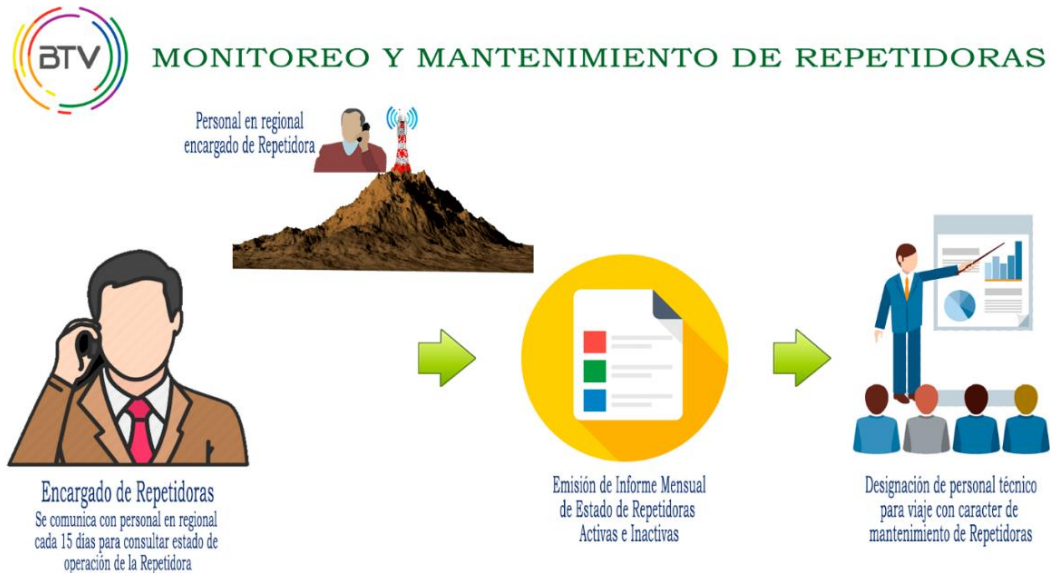 BTV
MONITOREO Y MANTENIMIENTO DE REPETIDORAS
Personal en regional
encargado de Repetidora
Encargado de Repetidoras
Se comunica con personal en regional
cada 15 días para consultar estado de
operación de la Repetidora
Emisión de Informe Mensual
de Estado de Repetidoras
Activas e Inactivas
Designación de personal técnico
para viaje con caracter de
mantenimiento de Repetidoras